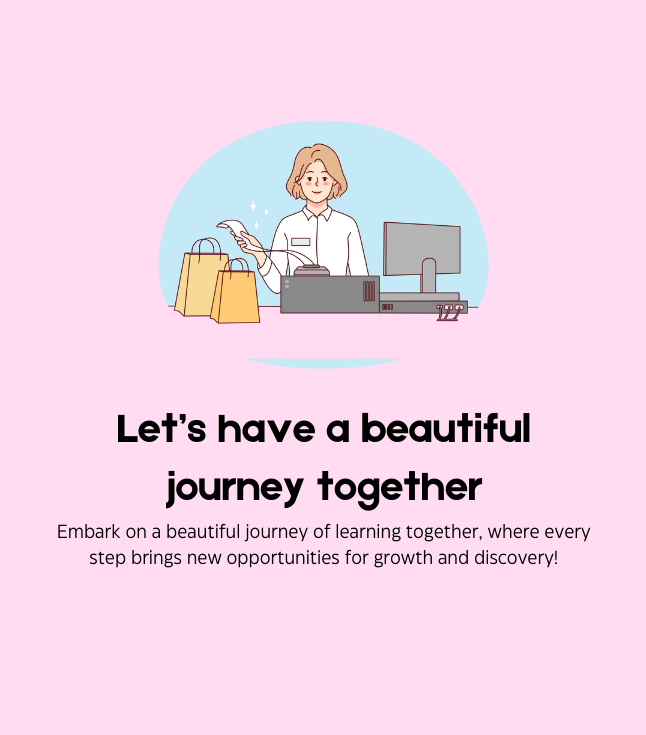 Let's have a beautiful
journey together
Embark on a beautiful journey of learning together, where every
step brings new opportunities for growth and discovery!